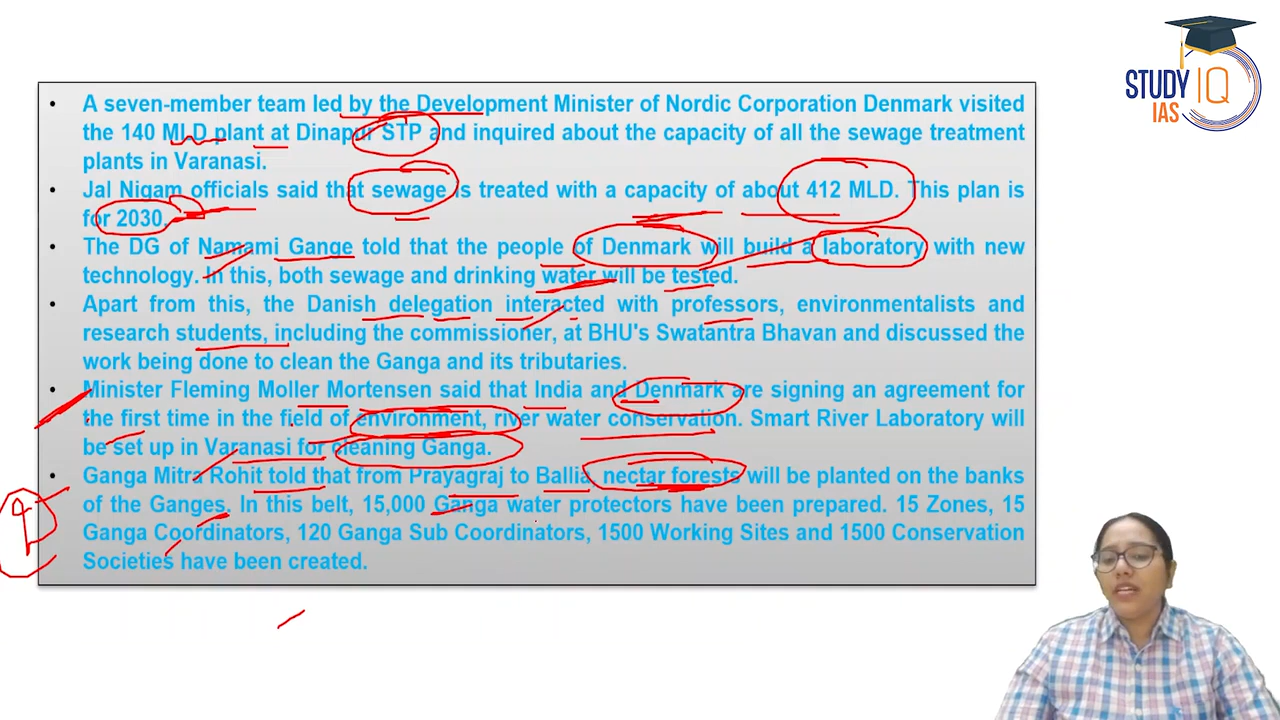 STUDY IQ
IAS
• A seven-member team led by the Development Minister of Nordic Corporation Denmark visited
the 140 MLD plant at Dinapur STP and inquired about the capacity of all the sewage treatment
plants in Varanasi.
• Jal Nigam officials said that sewage is treated with a capacity of about 412 MLD. This plan is
for 2030.
• The DG of Namami Gange told that the people of Denmark will build a laboratory with new
technology. In this, both sewage and drinking water will be tested.
• Apart from this, the Danish delegation interacted with professors, environmentalists and
research students, including the commissioner, at BHU's Swatantra Bhavan and discussed the
work being done to clean the Ganga and its tributaries.
• Minister Fleming Moller Mortensen said that India and Denmark are signing an agreement for
the first time in the field of environment, river water conservation. Smart River Laboratory will
be set up in Varanasi for cleaning Ganga.
• Ganga Mitra Rohit told that from Prayagraj to Ballia, nectar forests will be planted on the banks
of the Ganges. In this belt, 15,000 Ganga water protectors have been prepared. 15 Zones, 15
Ganga Coordinators, 120 Ganga Sub Coordinators, 1500 Working Sites and 1500 Conservation
Societies have been created.